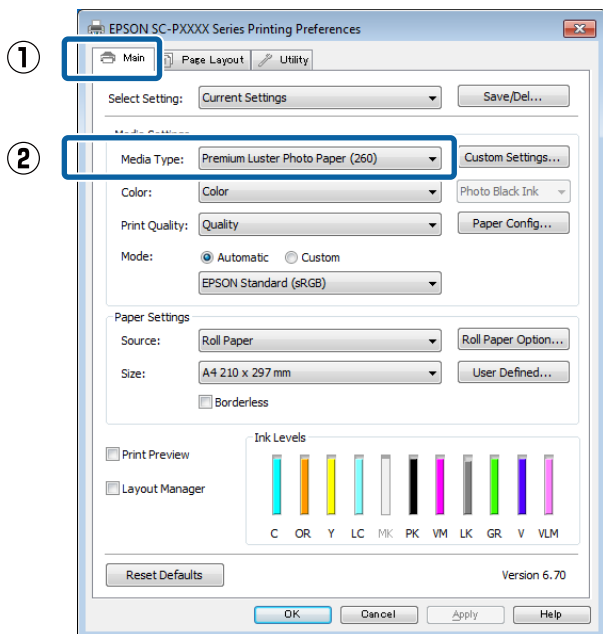 EPSON SC-PXXXX Series Printing Preferences
①
Main
Page Layout
Utility
Select Setting:
Current Settings
Save/Del...
Media Settings
②
Media Type:
Premium Luster Photo Paper (260)
Custom Settings...
Color:
Color
Photo Black Ink
Print Quality:
Quality
Paper Config...
Mode:
Automatic
Custom
EPSON Standard (sRGB)
Paper Settings
Source:
Roll Paper
Roll Paper Option...
Size:
A4 210 x 297 mm
User Defined...
Borderless
Print Preview
Layout Manager
Ink Levels
C OR Y LC MK PK VM LK GR V VLM
Reset Defaults
Version 6.70
OK
Cancel
Apply
Help